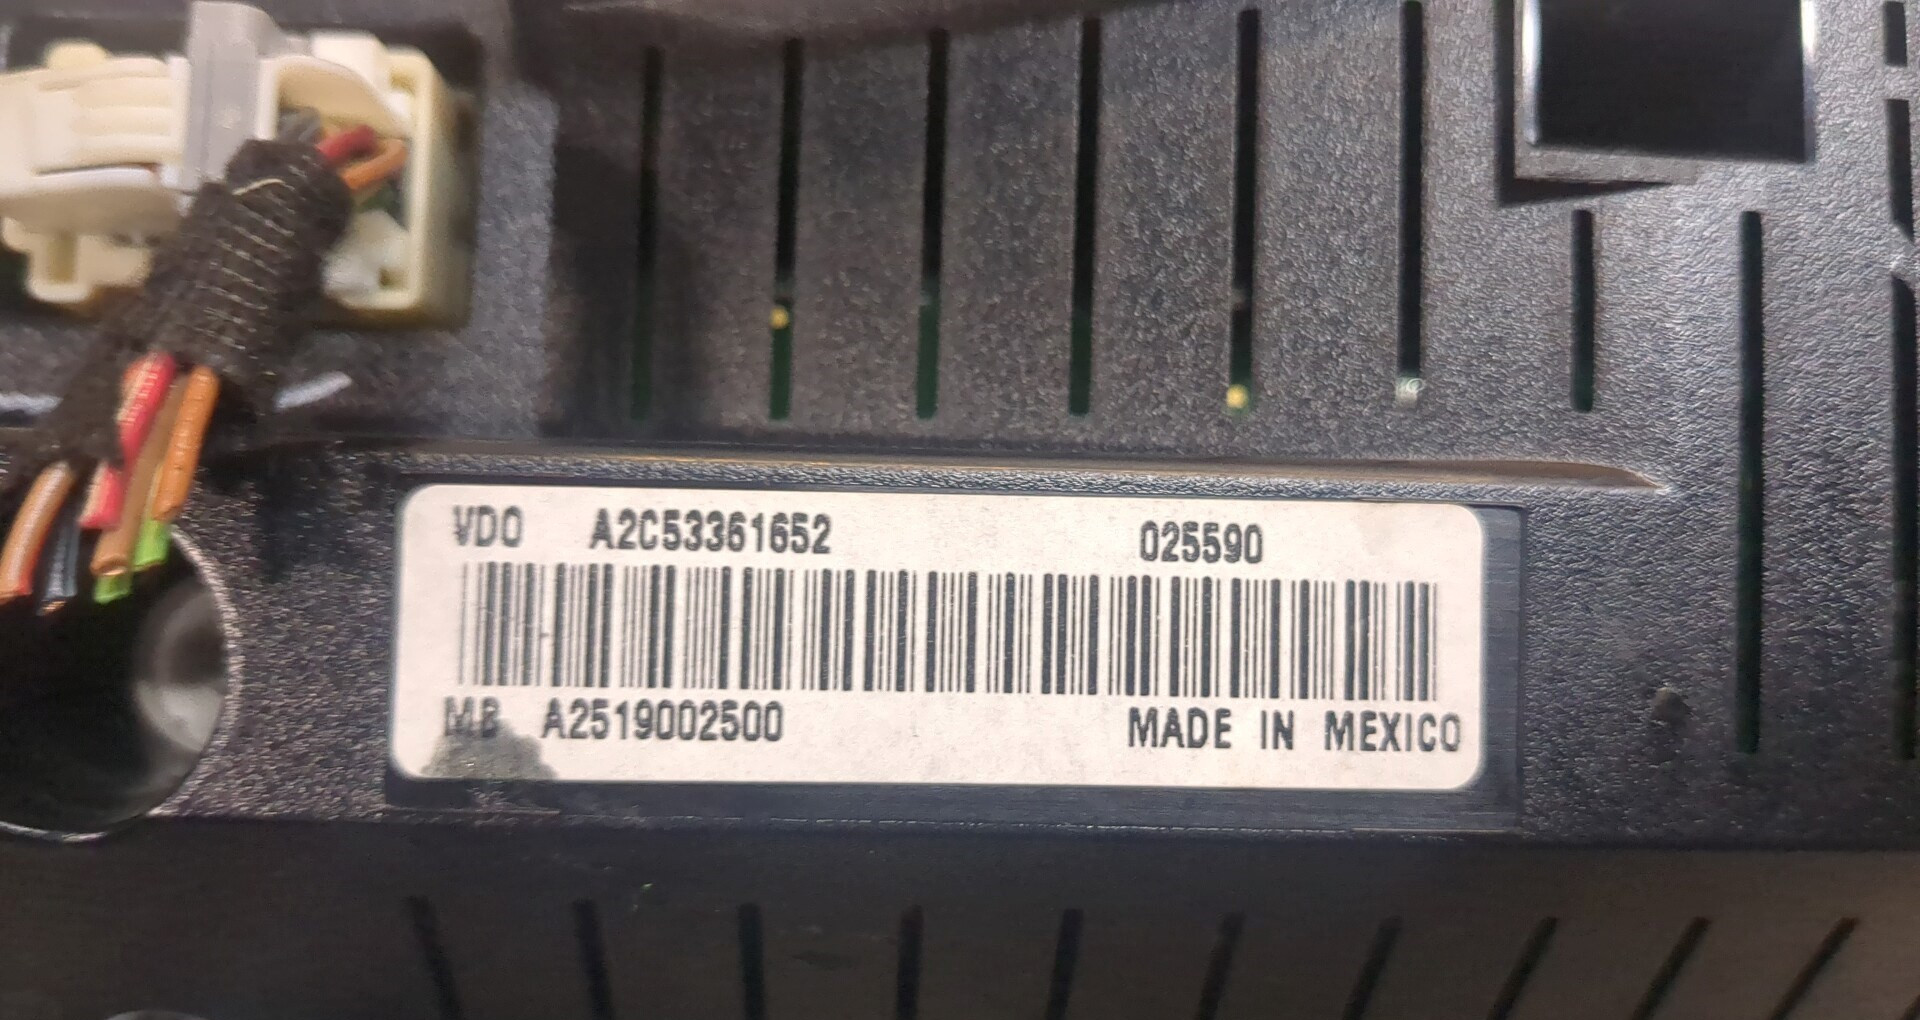 VDO A2C53361652 025590
MB A2519002500 MADE IN MEXICO